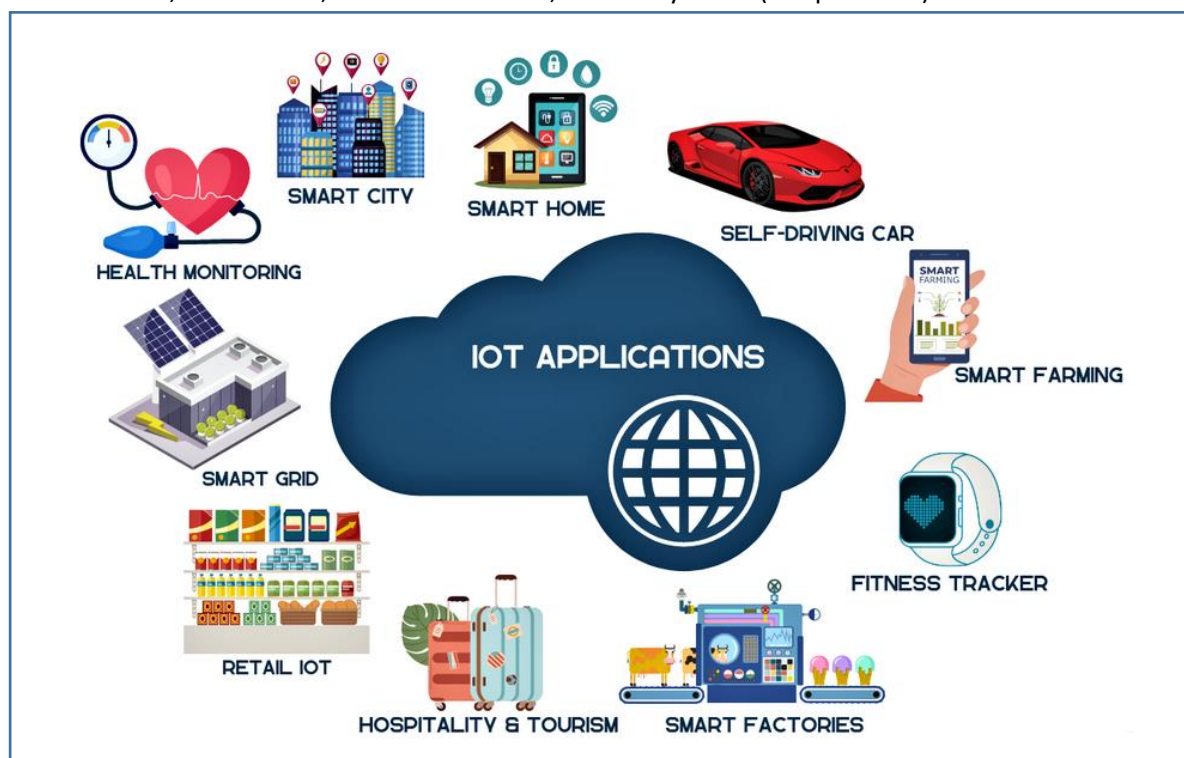 SMART CITY
SMART HOME
SELF-DRIVING CAR
HEALTH MONITORING
SMART
FARMING
IOT APPLICATIONS
SMART FARMING
SMART GRID
FITNESS TRACKER
RETAIL IOT
HOSPITALITY & TOURISM
SMART FACTORIES